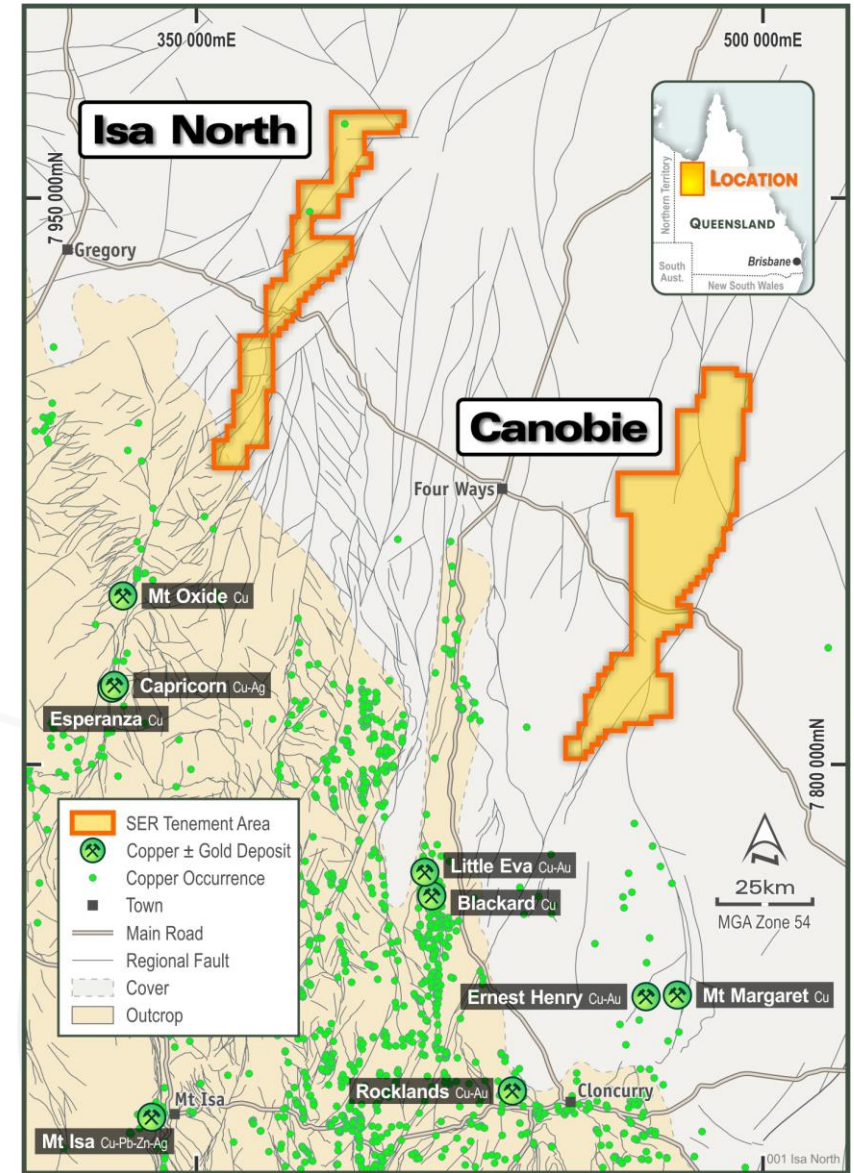 350 000mE
500 000mE
Isa North
7 950 000mN
Gregory
LOCATION
Northern Territory
QUEENSLAND
Brisbane
South
Aust.
New South Wales
Canobie
Four Ways
Mt Oxide Cu
Capricorn Cu-Ag
Esperanza Cu
7 800 000mN
SER Tenement Area
Copper ± Gold Deposit
Copper Occurrence
Town
Main Road
Regional Fault
Cover
Outcrop
Little Eva Cu-Au
Blackard Cu
N
25km
MGA Zone 54
Ernest Henry Cu-Au
Mt Margaret Cu
Rocklands Cu-Au
Cloncurry
Mt Isa
Mt Isa Cu-Pb-Zn-Ag
001 Isa North